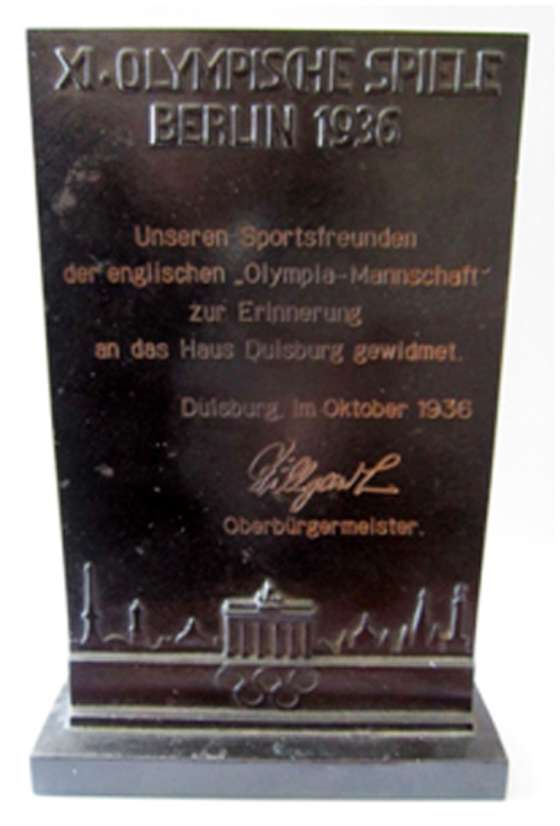 XI. OLYMPISCHE SPIELE
BERLIN 1936
Unseren Sportsfreunden
der englischen „Olympia-Mannschaft“
zur Erinnerung
an das Haus Duisburg gewidmet.
Duisburg, im Oktober 1936
Oberbürgermeister.